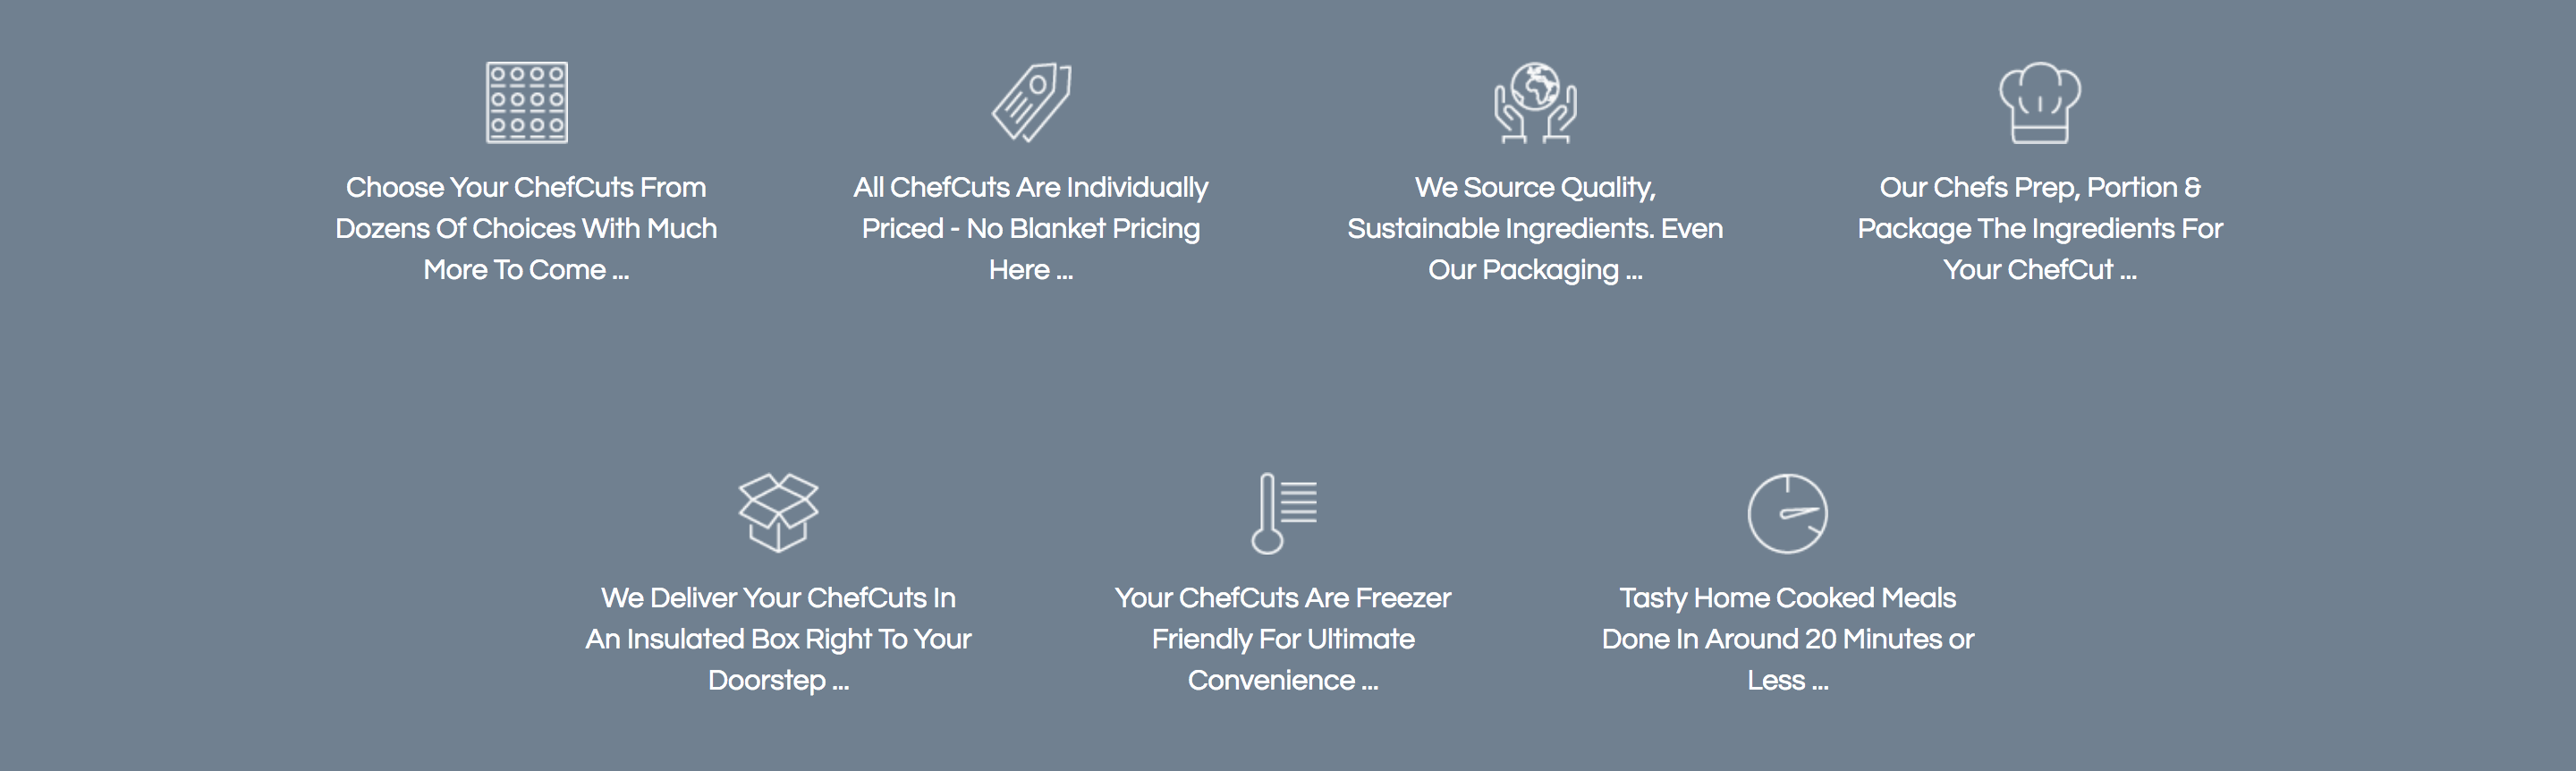 Choose Your ChefCuts From
Dozens Of Choices With Much
More To Come ...
All ChefCuts Are Individually
Priced - No Blanket Pricing
Here ...
We Source Quality,
Sustainable Ingredients. Even
Our Packaging ...
Our Chefs Prep, Portion &
Package The Ingredients For
Your ChefCut ...
We Deliver Your ChefCuts In
An Insulated Box Right To Your
Doorstep ...
Your ChefCuts Are Freezer
Friendly For Ultimate
Convenience ...
Tasty Home Cooked Meals
Done In Around 20 Minutes or
Less ...